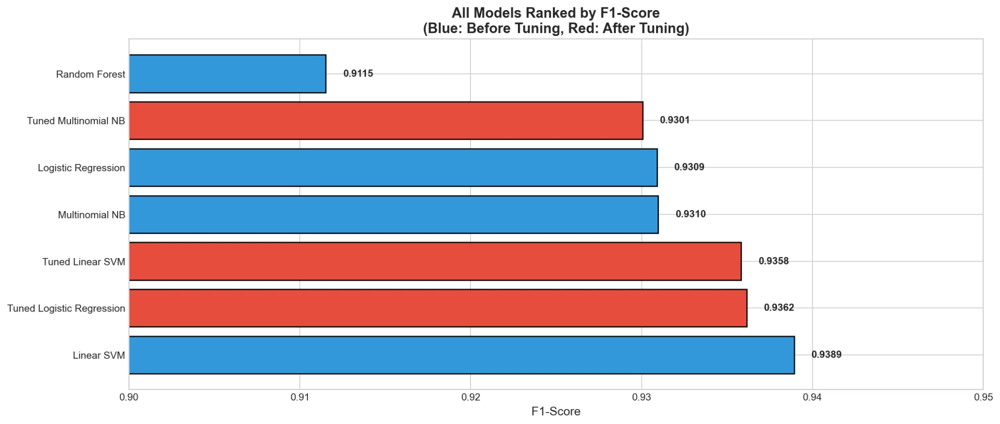 All Models Ranked by F1-Score
(Blue: Before Tuning, Red: After Tuning)
Random Forest 0.9115
Tuned Multinomial NB 0.9301
Logistic Regression 0.9309
Multinomial NB 0.9310
Tuned Linear SVM 0.9358
Tuned Logistic Regression 0.9362
Linear SVM 0.9389
0.90 0.91 0.92 0.93 0.94 0.95
F1-Score